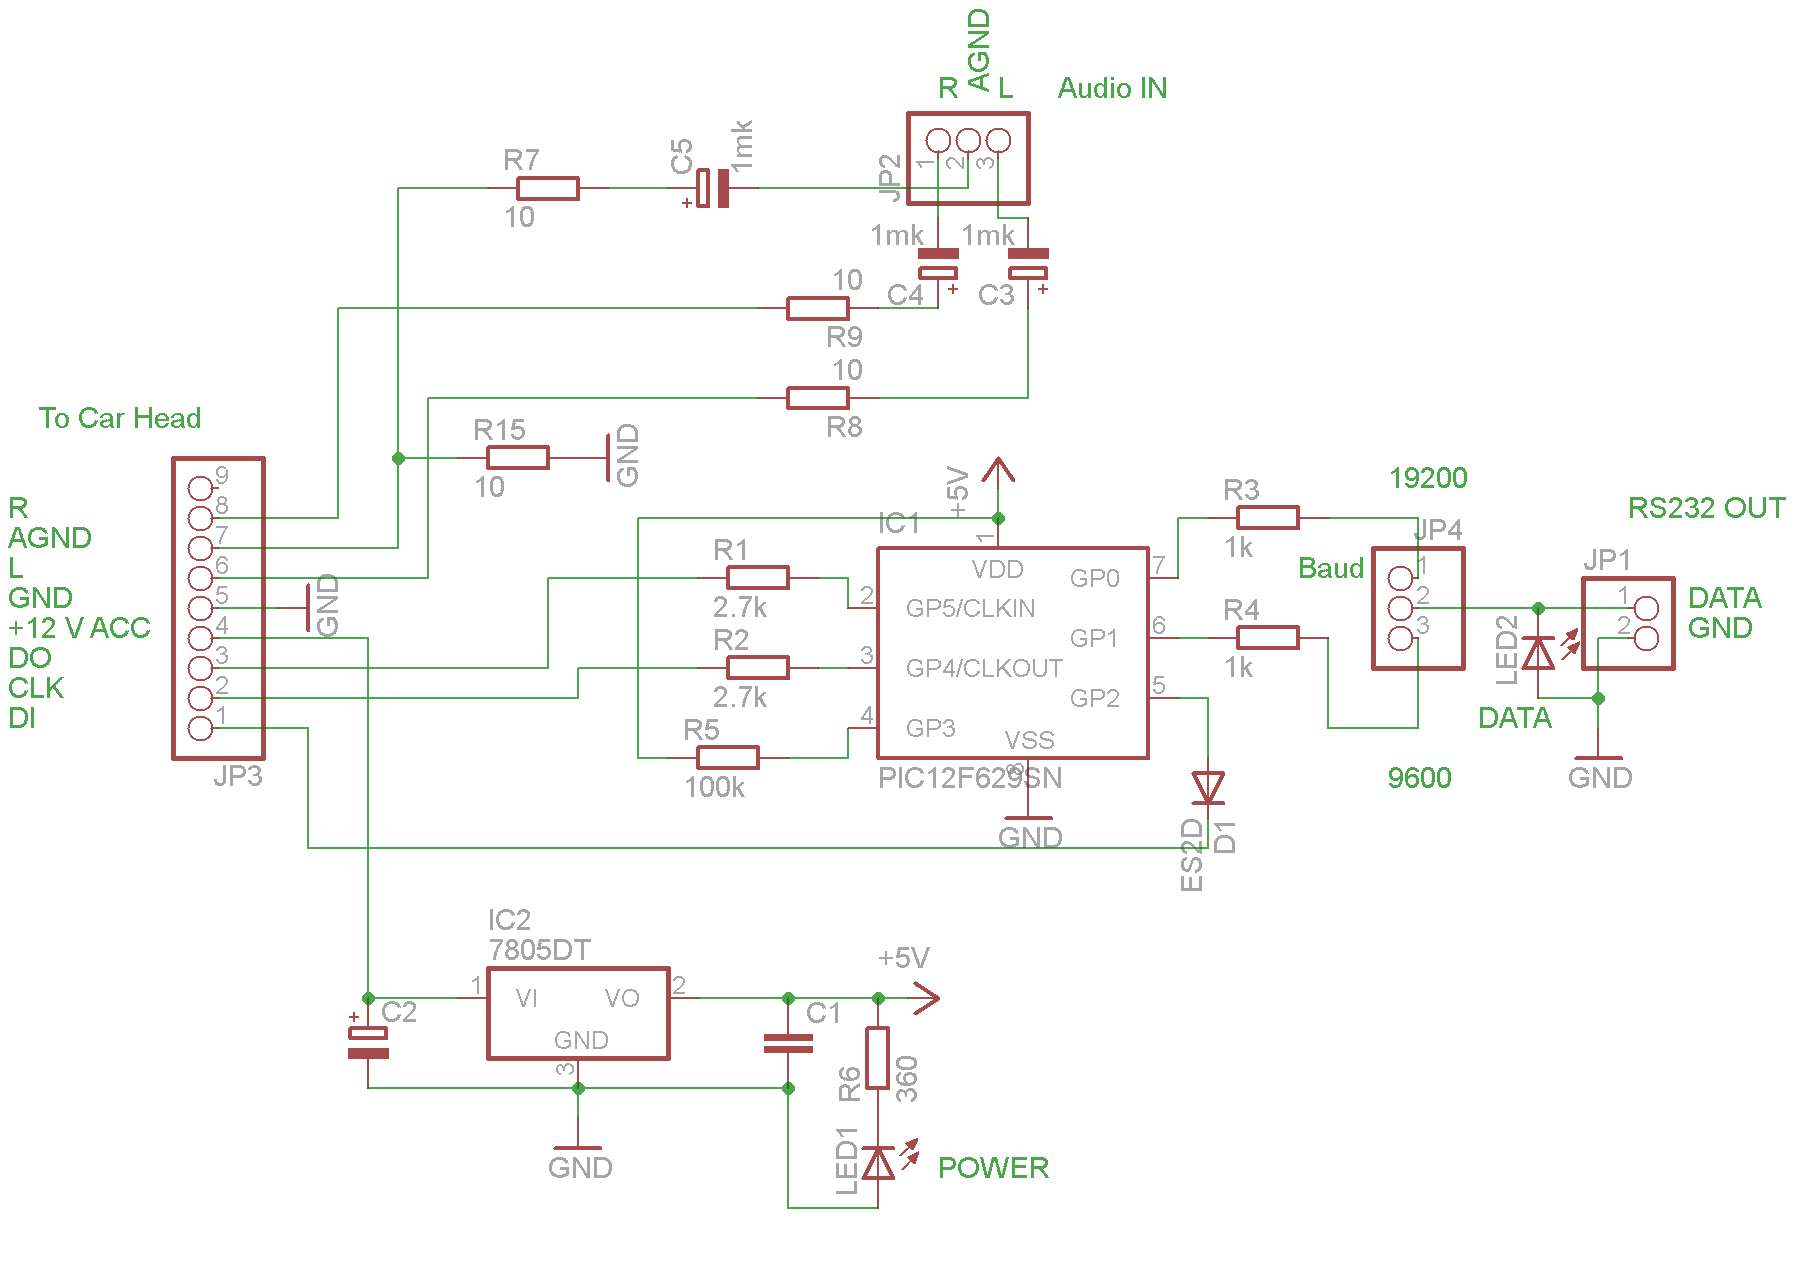 AGND
R
L
Audio IN
R7
10
C5
1mk
JP2
1
2
3
1mk
1mk
C4
C3
10
R9
10
R8
To Car Head
R15
10
GND
9
8
7
6
5
4
3
2
1
R
AGND
L
GND
+12 V ACC
DO
CLK
DI
JP3
GND
+5V
IC1
1
VDD
R1
2.7k
R2
2.7k
R5
100k
2
GP5/CLKIN
3
GP4/CLKOUT
4
GP3
VSS
8
PIC12F629SN
GND
GP0
7
GP1
6
GP2
5
R3
1k
R4
1k
19200
JP4
Baud
1
2
3
9600
RS232 OUT
JP1
1
2
DATA
GND
LED2
DATA
GND
ES2D
D1
IC2
7805DT
1
VI
VO
2
GND
3
C2
+
GND
C1
+5V
R6
360
LED1
POWER
+
+
+